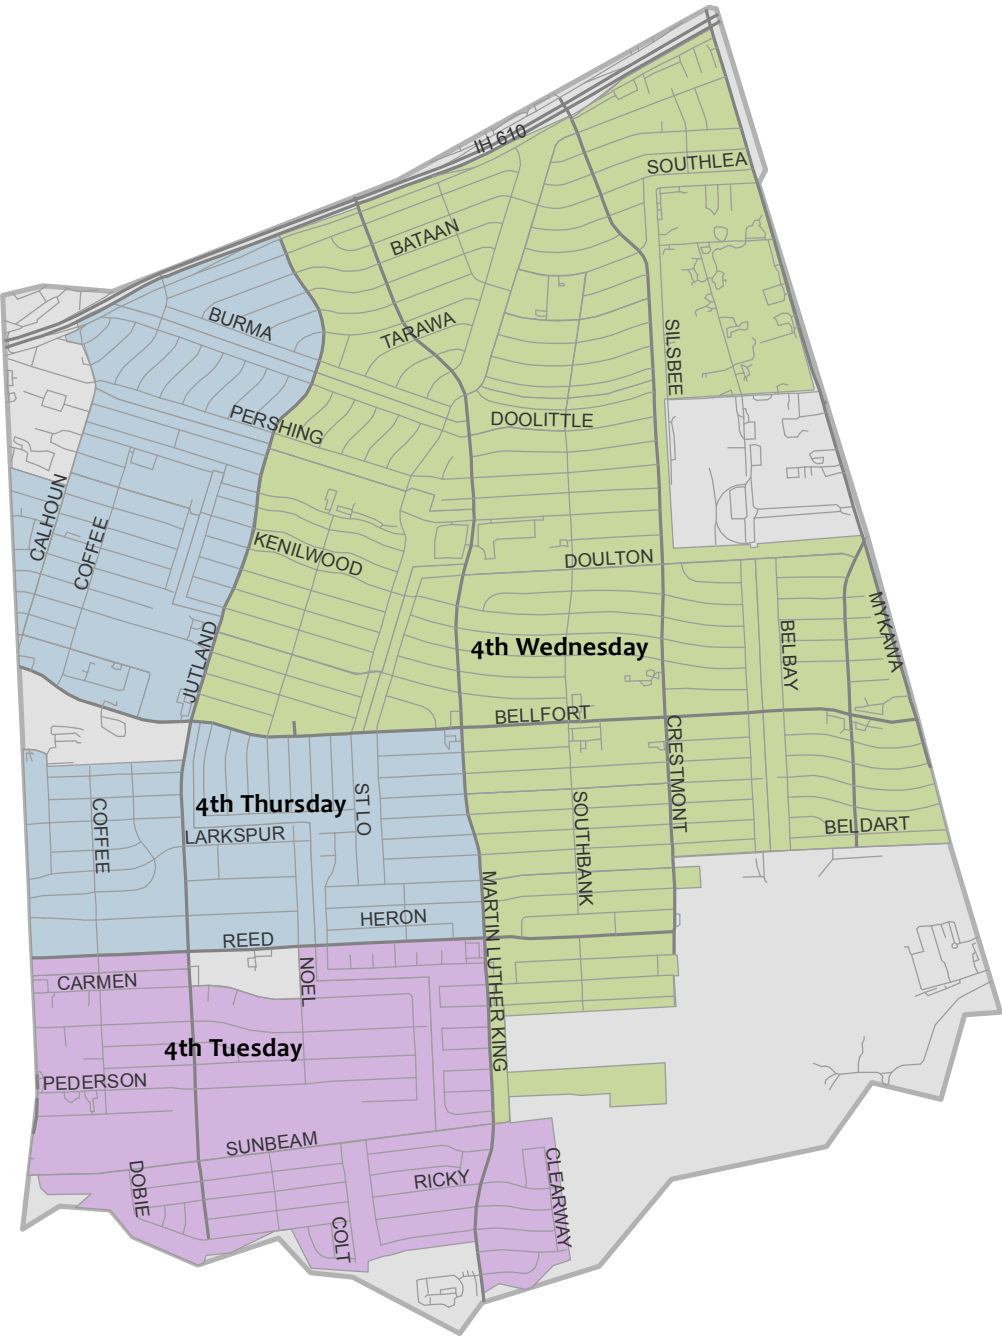 IH 610
SOUTHLEA
BATAAN
BURMA
TARAWA
SILSBEE
PERSHING
DOOLITTLE
CALHOUN
COFFEE
KENILWOOD
DOULTON
MYKAWA
BELBAY
JUTLAND
4th Wednesday
BELLFORT
CRESTMONT
4th Thursday
ST LO
COFFEE
LARKSPUR
SOUTHBANK
BELDART
HERON
REED
MARTIN LUTHER KING
CARMEN
NOEL
4th Tuesday
PEDERSON
SUNBEAM
DOBIE
RICKY
CLEARWAY
COLT